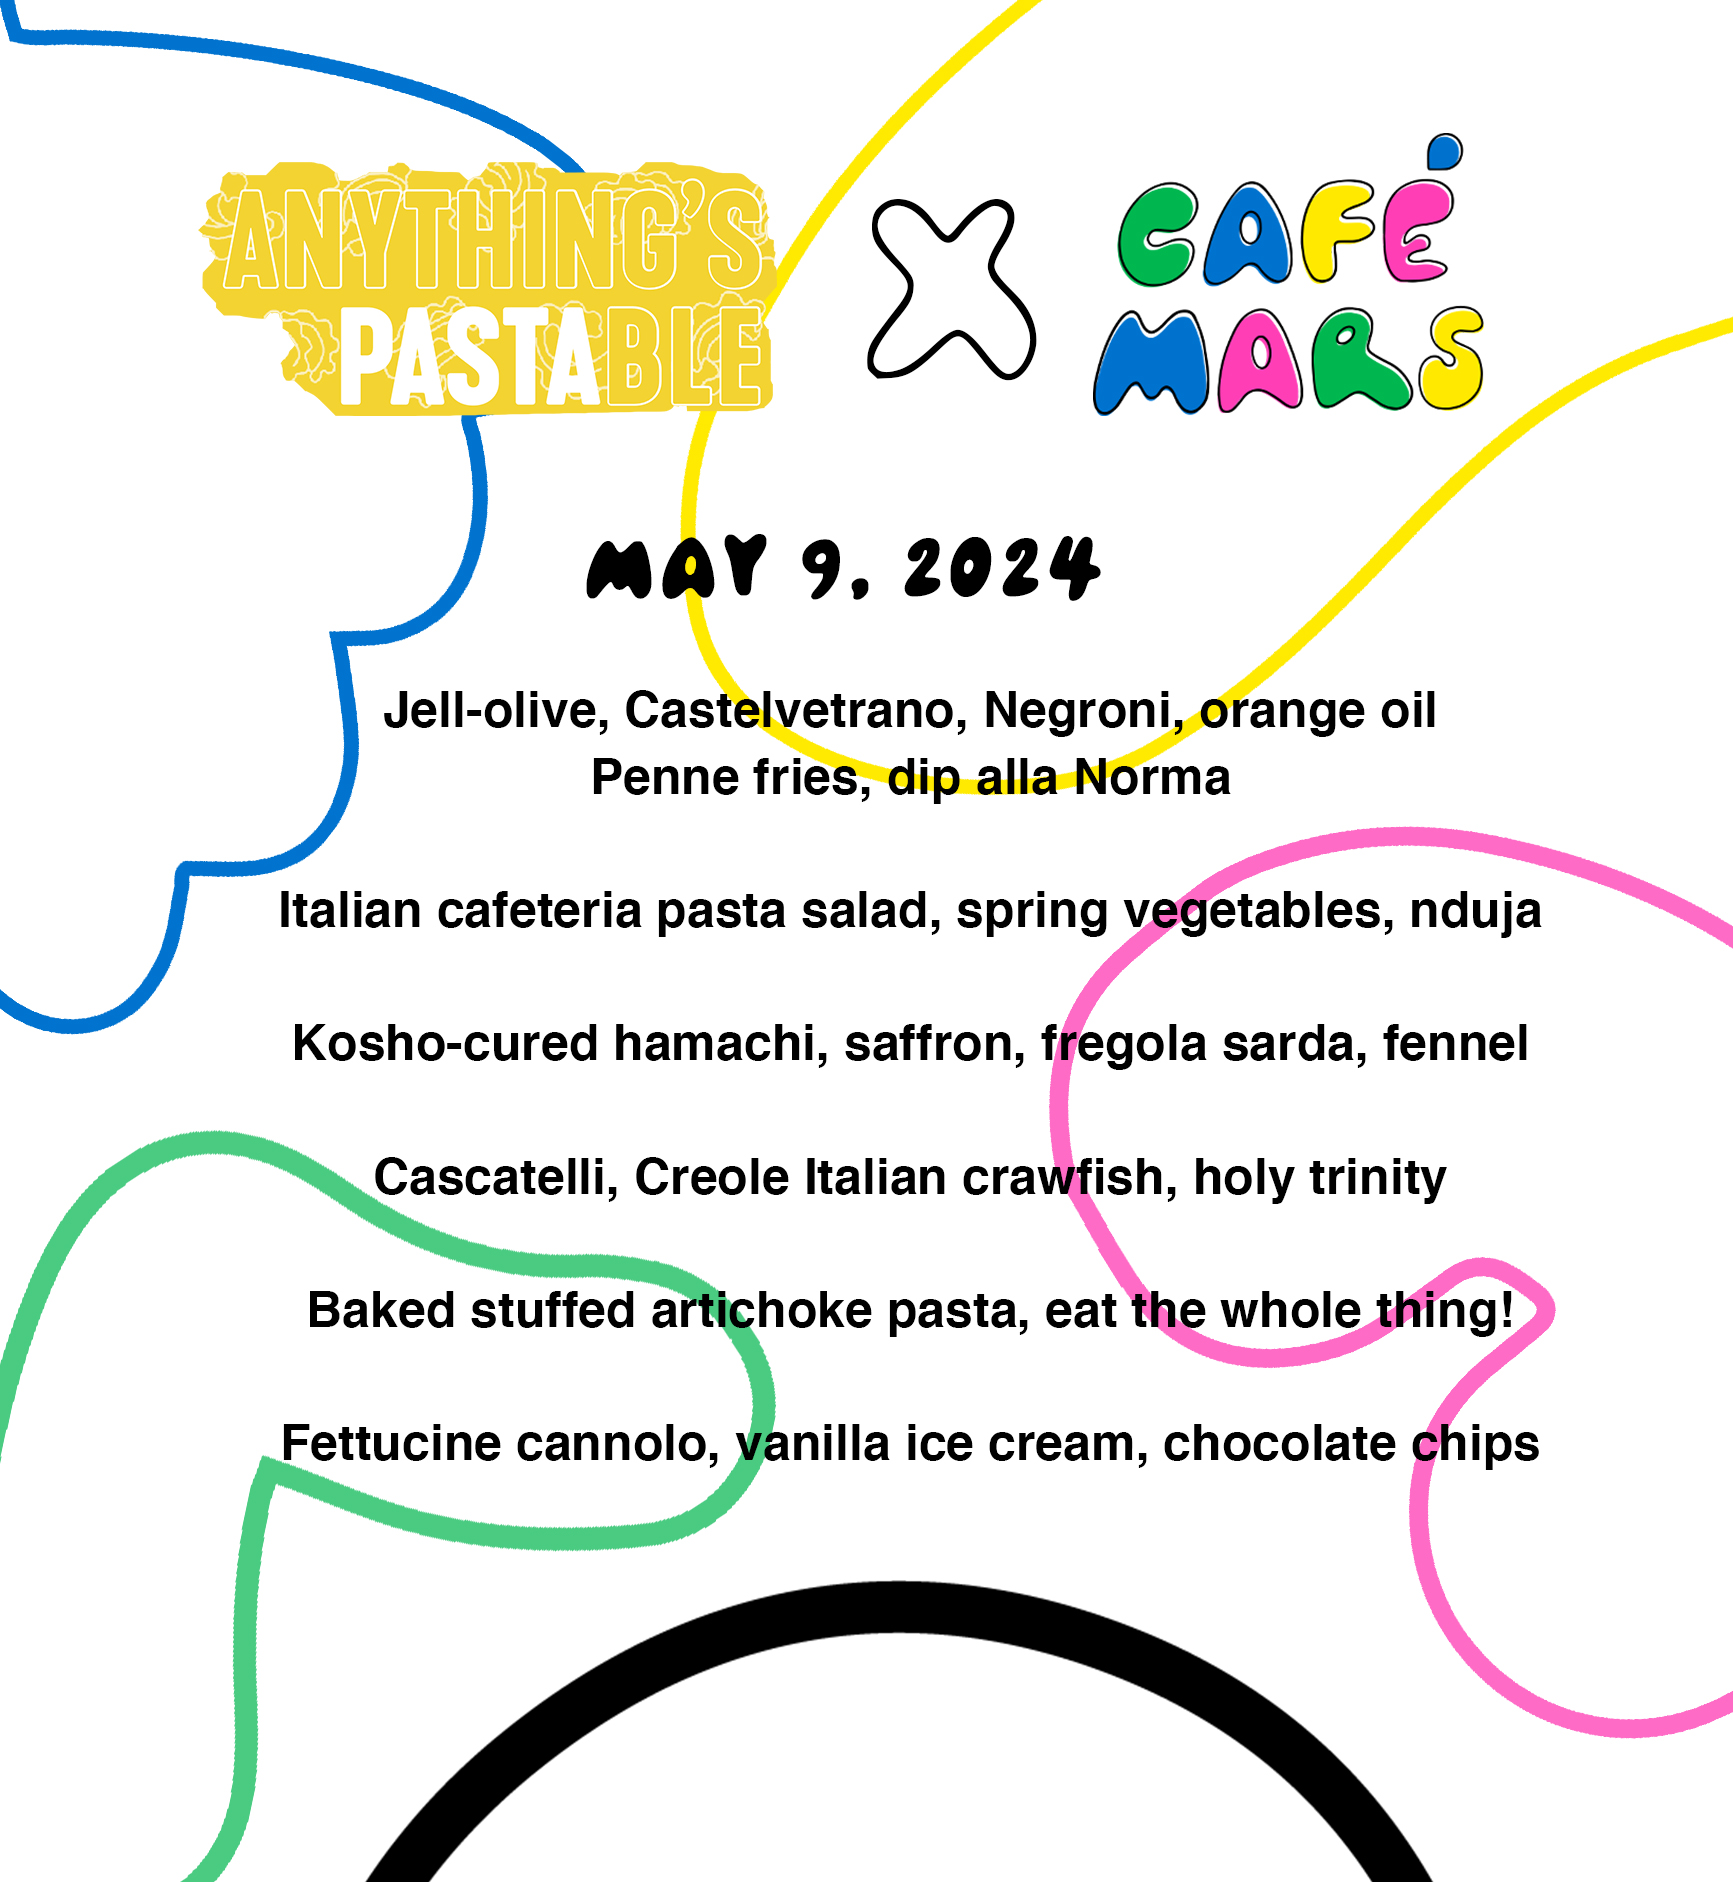 ANYTHING'S
PASTABLE
CAFÉ
MARS
MAY 9, 2024
Jell-olive, Castelvetrano, Negroni, orange oil
Penne fries, dip alla Norma
Italian cafeteria pasta salad, spring vegetables, nduja
Kosho-cured hamachi, saffron, fregola sarda, fennel
Cascatelli, Creole Italian crawfish, holy trinity
Baked stuffed artichoke pasta, eat the whole thing!
Fettucine cannolo, vanilla ice cream, chocolate chips